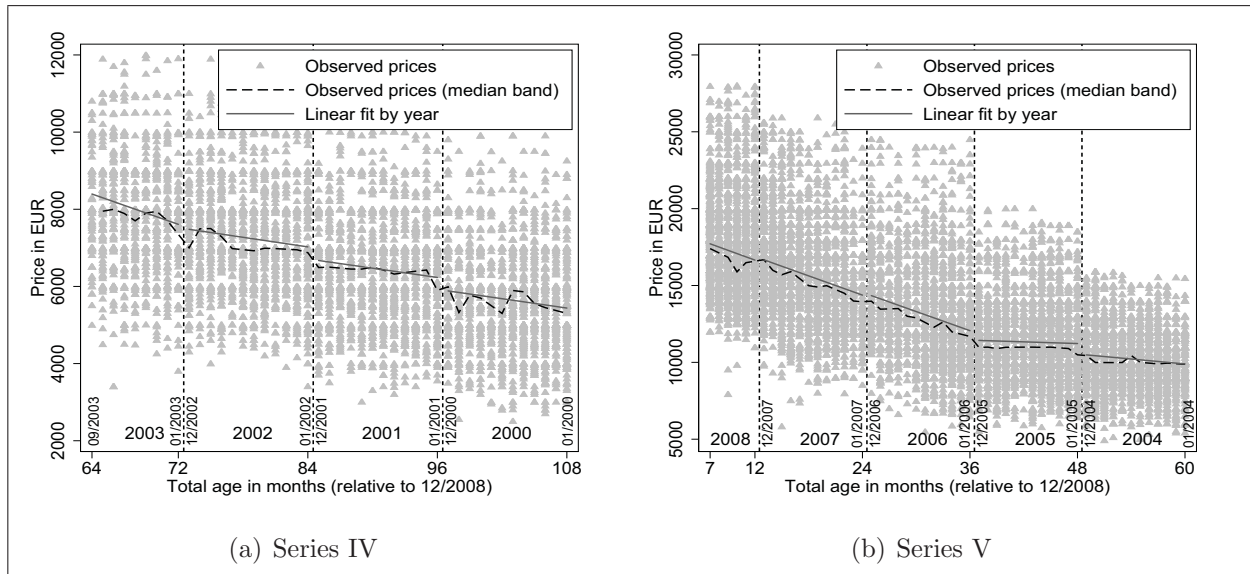 Observed prices
Observed prices (median band)
Linear fit by year
Price in EUR
12000
10000
8000
6000
4000
2000
09/2003
2003
01/2003
12/2002
2002
01/2002
12/2001
2001
01/2001
12/2000
2000
01/2000
64 72 84 96 108
Total age in months (relative to 12/2008)
(a) Series IV
Observed prices
Observed prices (median band)
Linear fit by year
Price in EUR
30000
25000
20000
15000
10000
5000
2008
12/2007
2007
01/2007
12/2006
2006
01/2006
12/2005
2005
01/2005
12/2004
2004
01/2004
7 12 24 36 48 60
Total age in months (relative to 12/2008)
(b) Series V